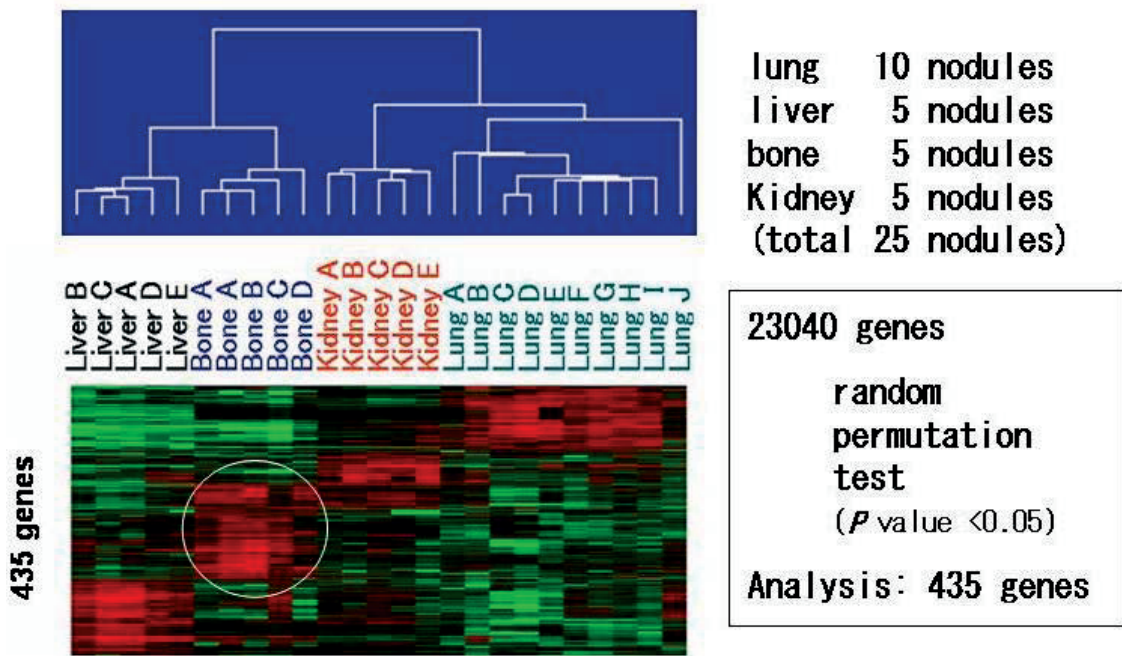 lung 10 nodules
liver 5 nodules
bone 5 nodules
Kidney 5 nodules
(total 25 nodules)
Liver B
Liver C
Liver A
Liver D
Liver E
Bone A
Bone A
Bone B
Bone C
Bone D
Kidney A
Kidney B
Kidney C
Kidney D
Kidney E
Lung A
Lung B
Lung C
Lung D
Lung E
Lung F
Lung G
Lung H
Lung I
Lung J
435 genes
23040 genes
random
permutation
test
(P value <0.05)
Analysis: 435 genes